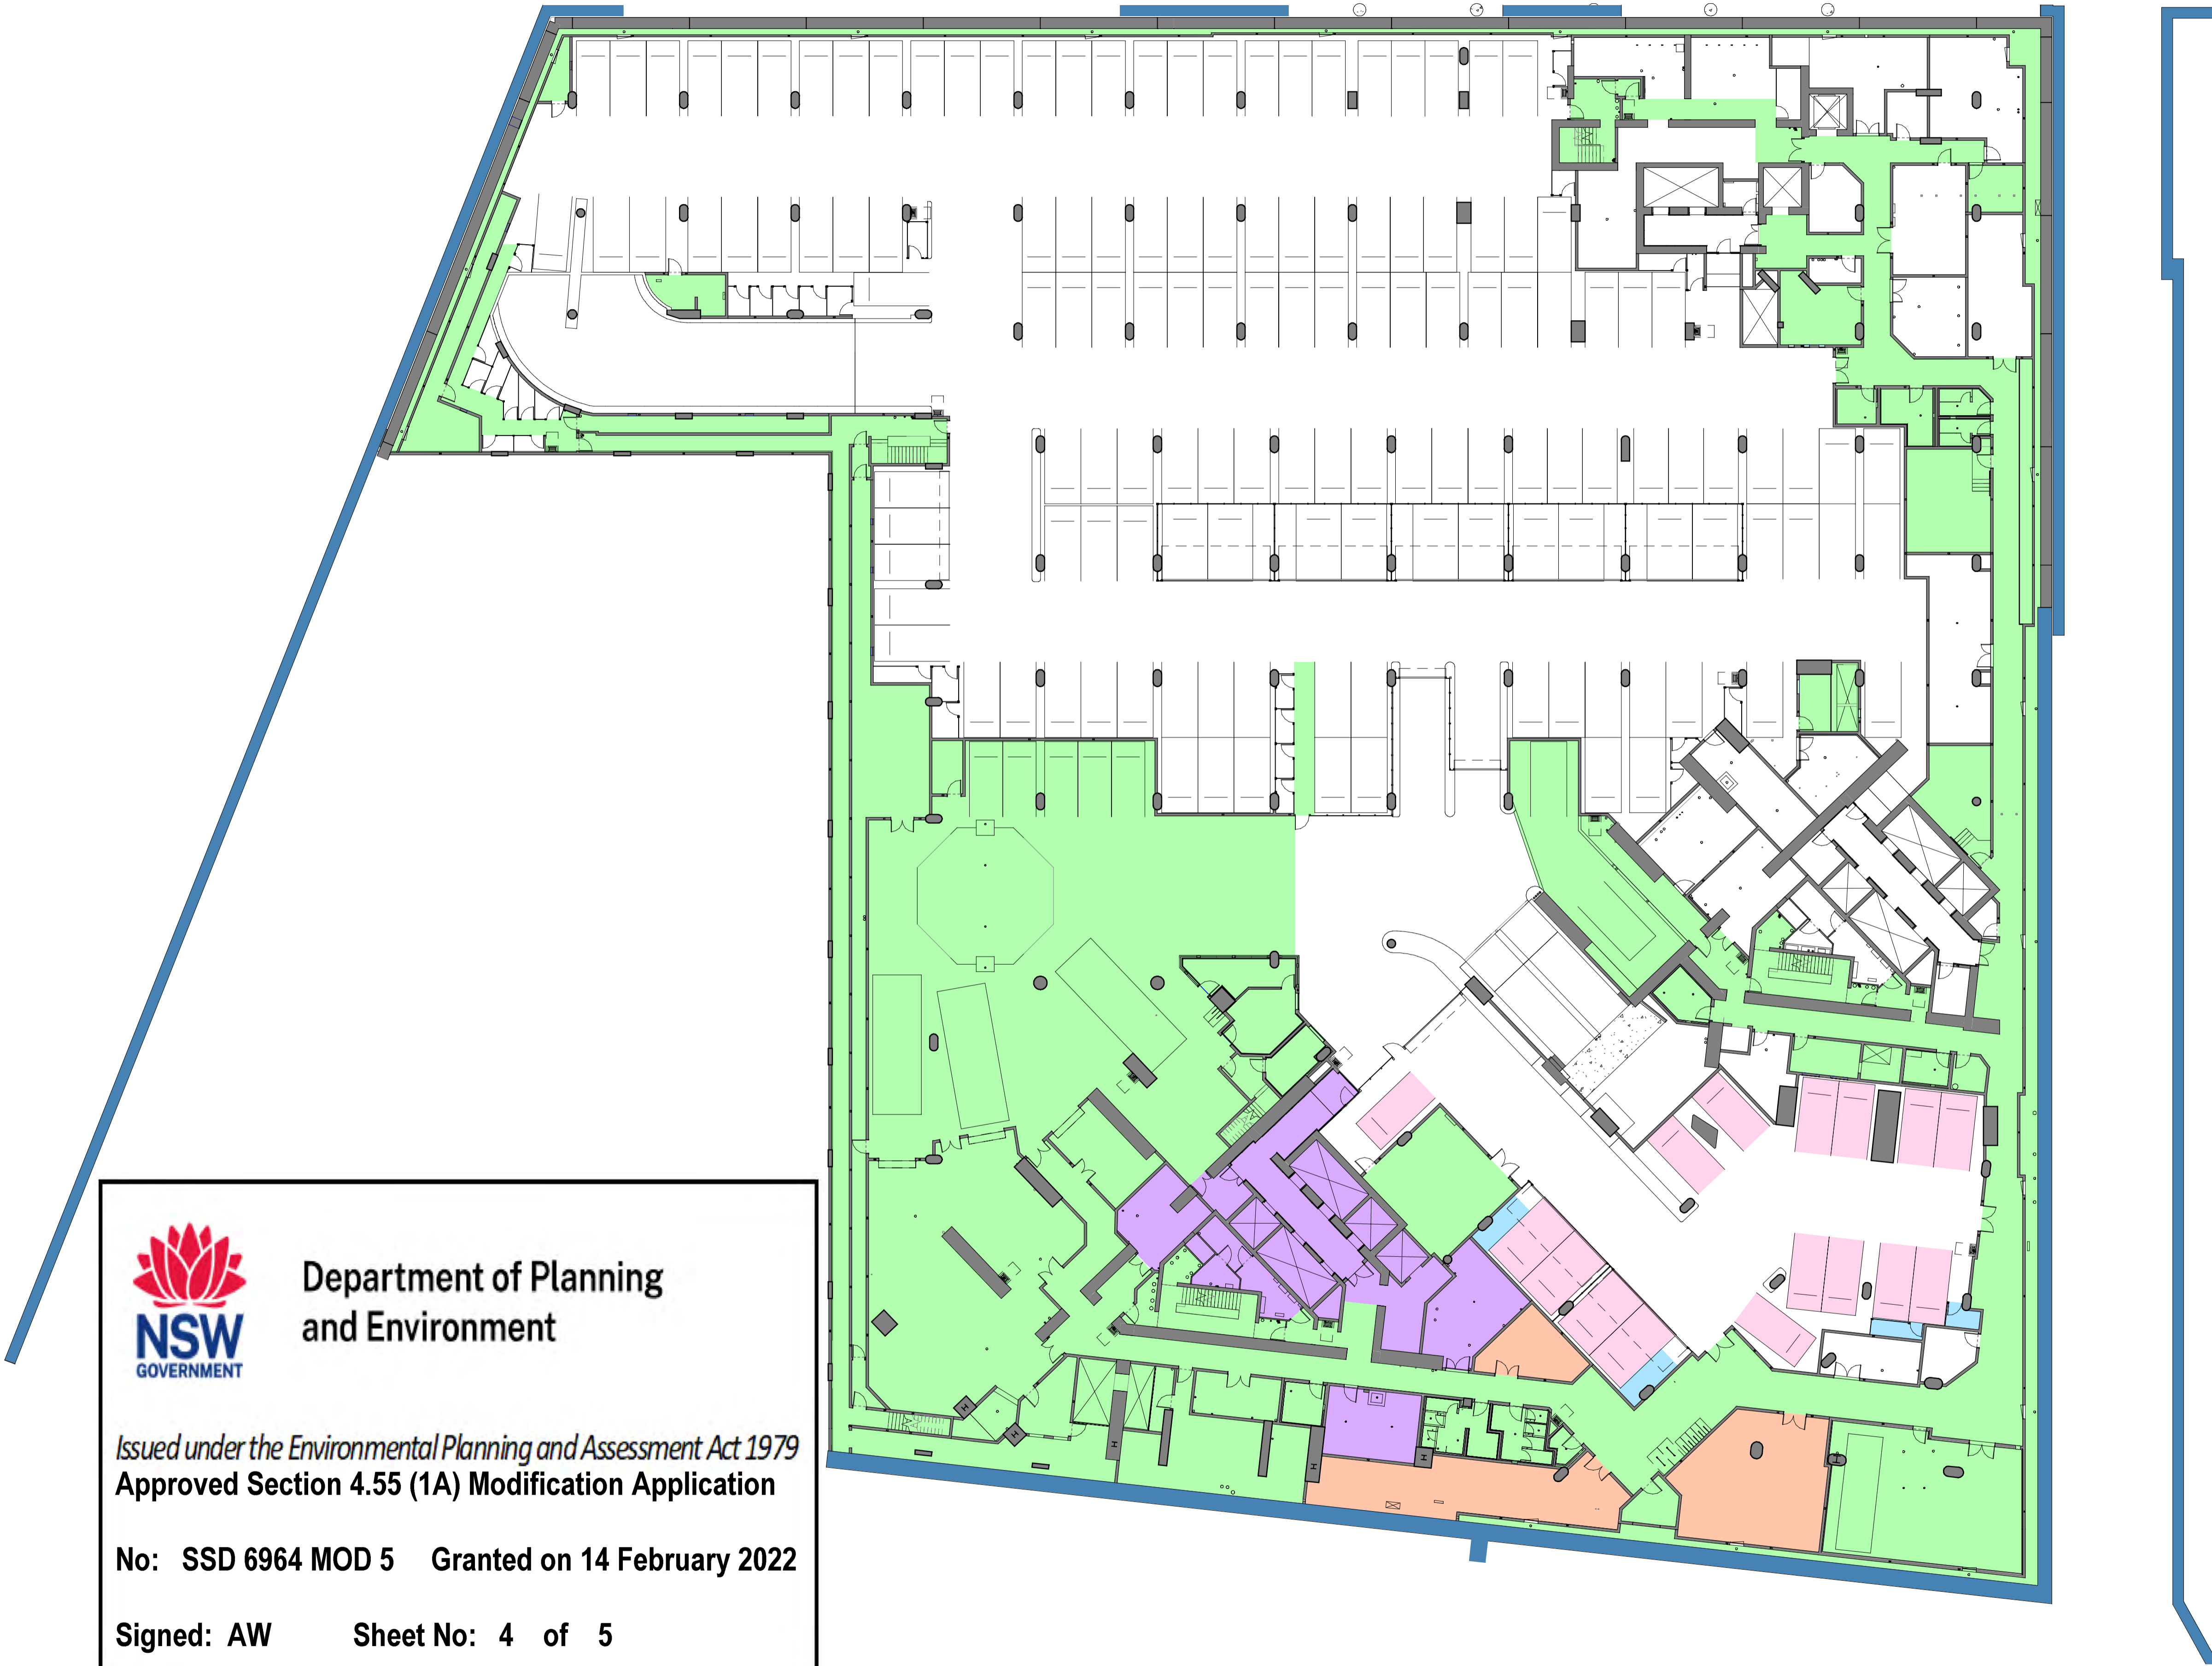 Department of Planning
and Environment
NSW
GOVERNMENT
Issued under the Environmental Planning and Assessment Act 1979
Approved Section 4.55 (1A) Modification Application
No: SSD 6964 MOD 5 Granted on 14 February 2022
Signed: AW Sheet No: 4 of 5
H
H
H
H
H
H